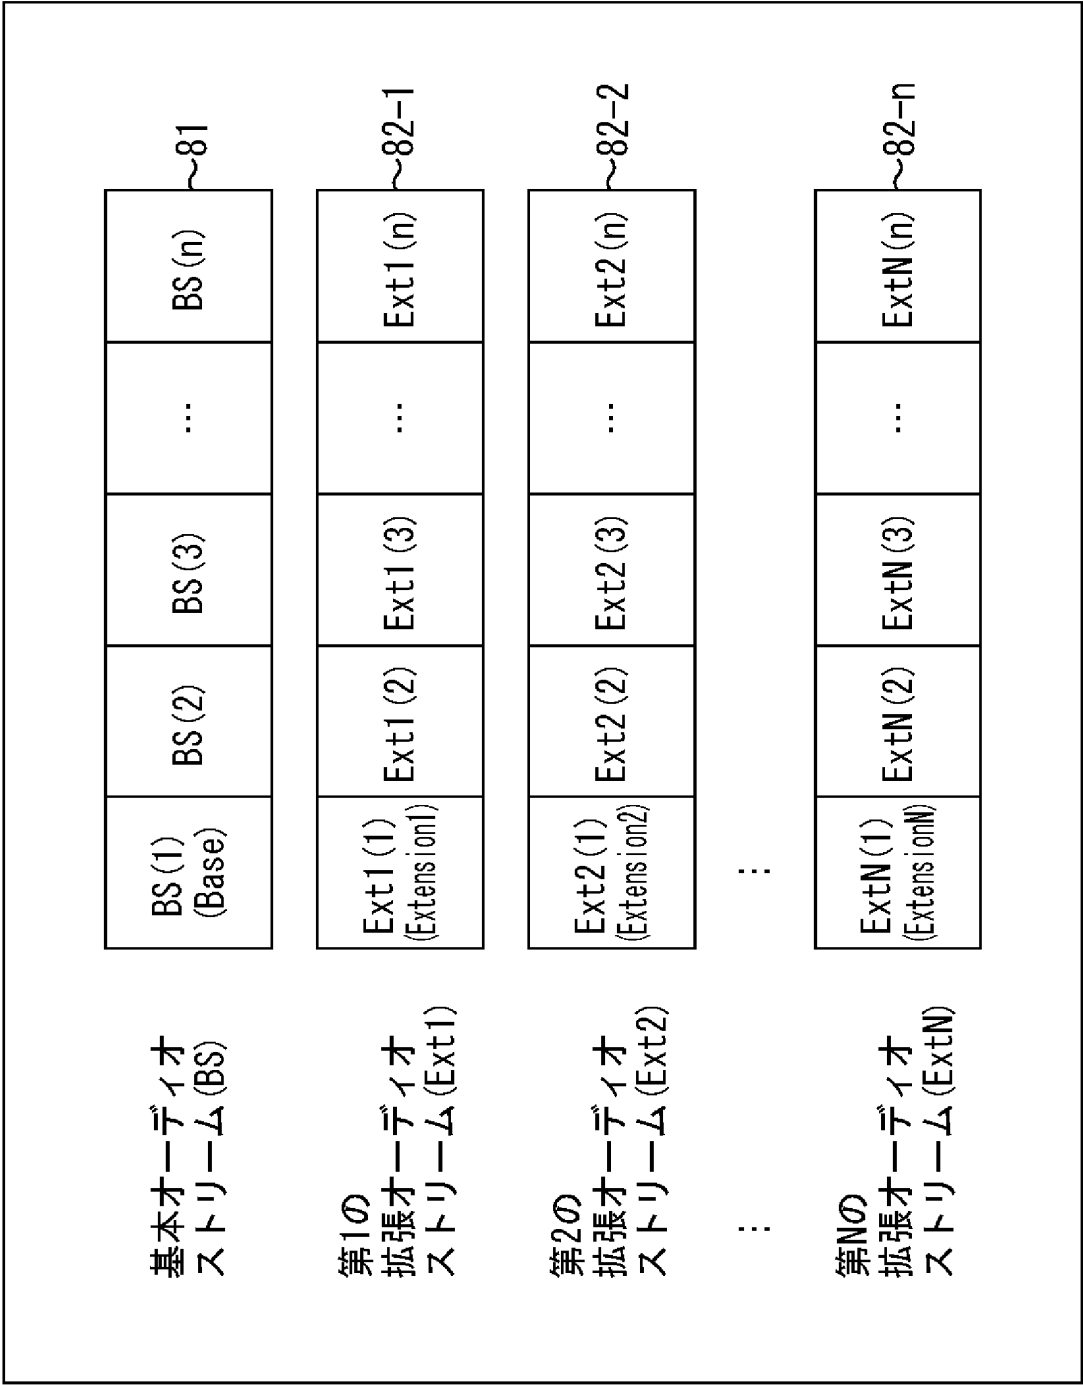 基本オーディオ
ストリーム(BS)
BS(1)
(Base)
BS(2)
BS(3)
...
BS(n)
81
第1の
拡張オーディオ
ストリーム(Ext1)
Ext1(1)
(Extension1)
Ext1(2)
Ext1(3)
...
Ext1(n)
82-1
第2の
拡張オーディオ
ストリーム(Ext2)
Ext2(1)
(Extension2)
Ext2(2)
Ext2(3)
...
Ext2(n)
82-2
...
...
第Nの
拡張オーディオ
ストリーム(ExtN)
ExtN(1)
(ExtensionN)
ExtN(2)
ExtN(3)
...
ExtN(n)
82-n